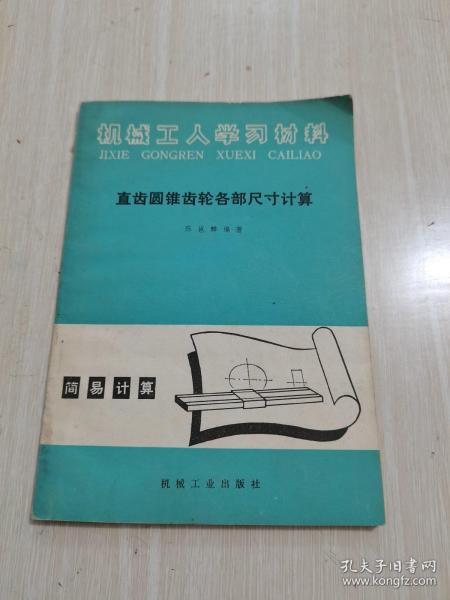 机械工人学习材料
JIXIE GONGREN XUEXI CAILIAO
直齿圆锥齿轮各部尺寸计算
编著
简易计算
机械工业出版社
孔夫子旧书网
www.kongfz.com